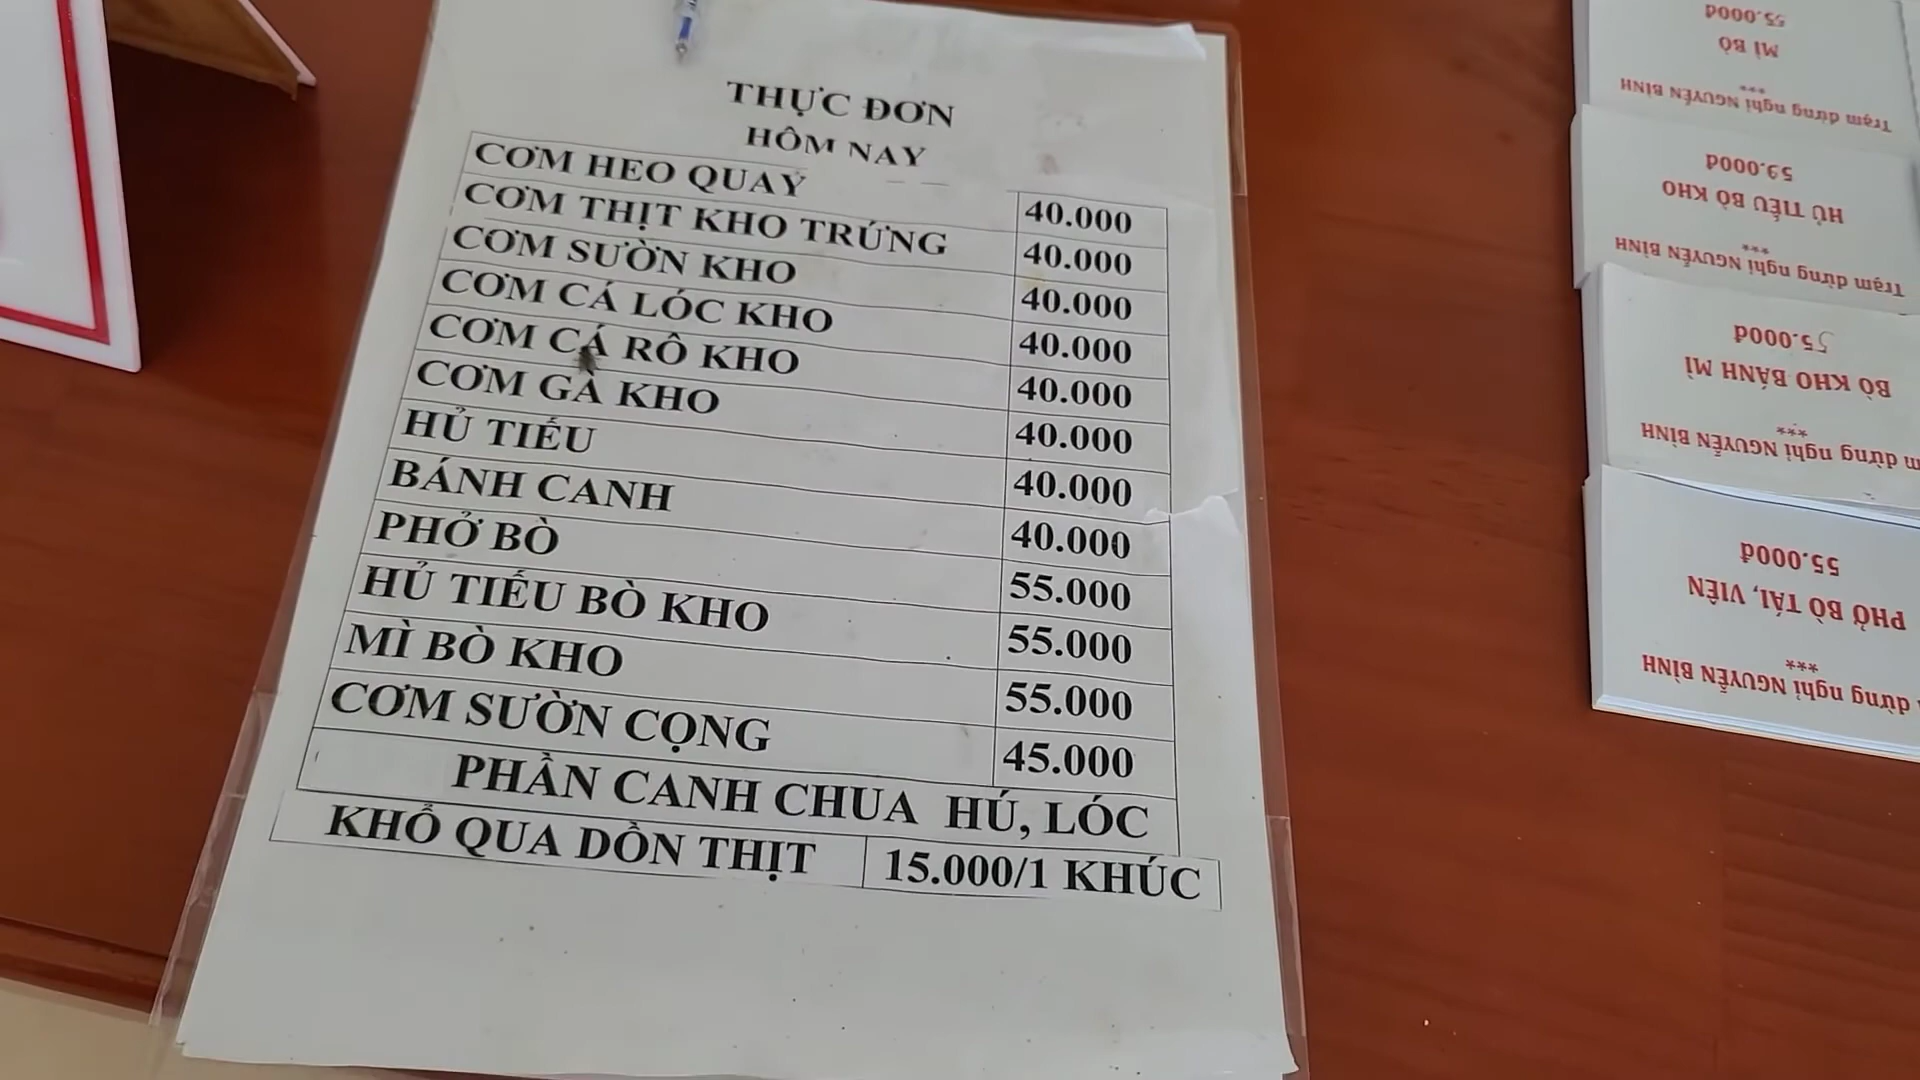 THỰC ĐƠN
HÔM NAY
CƠM HEO QUAY 40.000
CƠM THỊT KHO TRỨNG 40.000
CƠM SƯỜN KHO 40.000
CƠM CÁ LÓC KHO 40.000
CƠM CÁ RÔ KHO 40.000
CƠM GÀ KHO 40.000
HỦ TIẾU 40.000
BÁNH CANH 40.000
PHỞ BÒ 55.000
HỦ TIẾU BÒ KHO 55.000
MÌ BÒ KHO 55.000
CƠM SƯỜN CỌNG 45.000
PHẦN CANH CHUA HÚ, LÓC
KHỔ QUA DỒN THỊT 15.000/1 KHÚC
Trạm dừng nghỉ NGUYỄN BÌNH
***
MÌ BÒ
55.000đ
Trạm dừng nghỉ NGUYỄN BÌNH
***
HỦ TIẾU BÒ KHO
59.000đ
dừng nghỉ NGUYỄN BÌNH
***
BÒ KHO BÁNH MÌ
55.000đ
dừng nghỉ NGUYỄN BÌNH
***
PHỞ BÒ TÁI, VIÊN
55.000đ